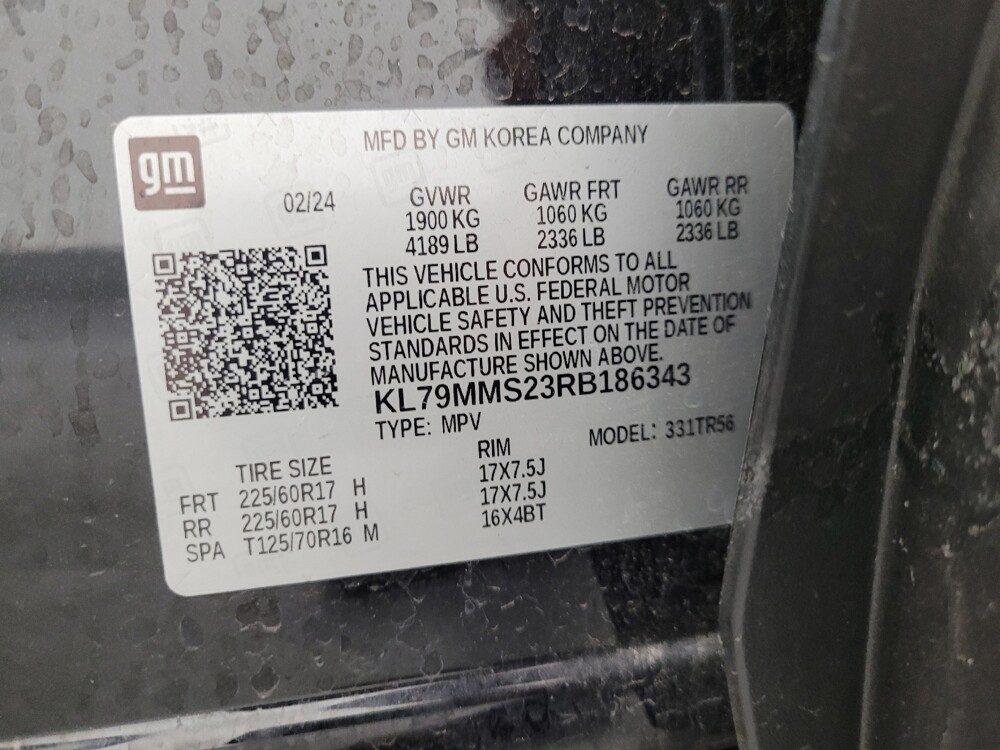 gm
MFD BY GM KOREA COMPANY
02/24 GVWR GAWR FRT GAWR RR
1900 KG 1060 KG 1060 KG
4189 LB 2336 LB 2336 LB
THIS VEHICLE CONFORMS TO ALL
APPLICABLE U.S. FEDERAL MOTOR
VEHICLE SAFETY AND THEFT PREVENTION
STANDARDS IN EFFECT ON THE DATE OF
MANUFACTURE SHOWN ABOVE.
KL79MMS23RB186343
TYPE: MPV MODEL: 331TR56
TIRE SIZE RIM
FRT 225/60R17 H 17X7.5J
RR 225/60R17 H 17X7.5J
SPA T125/70R16 M 16X4BT